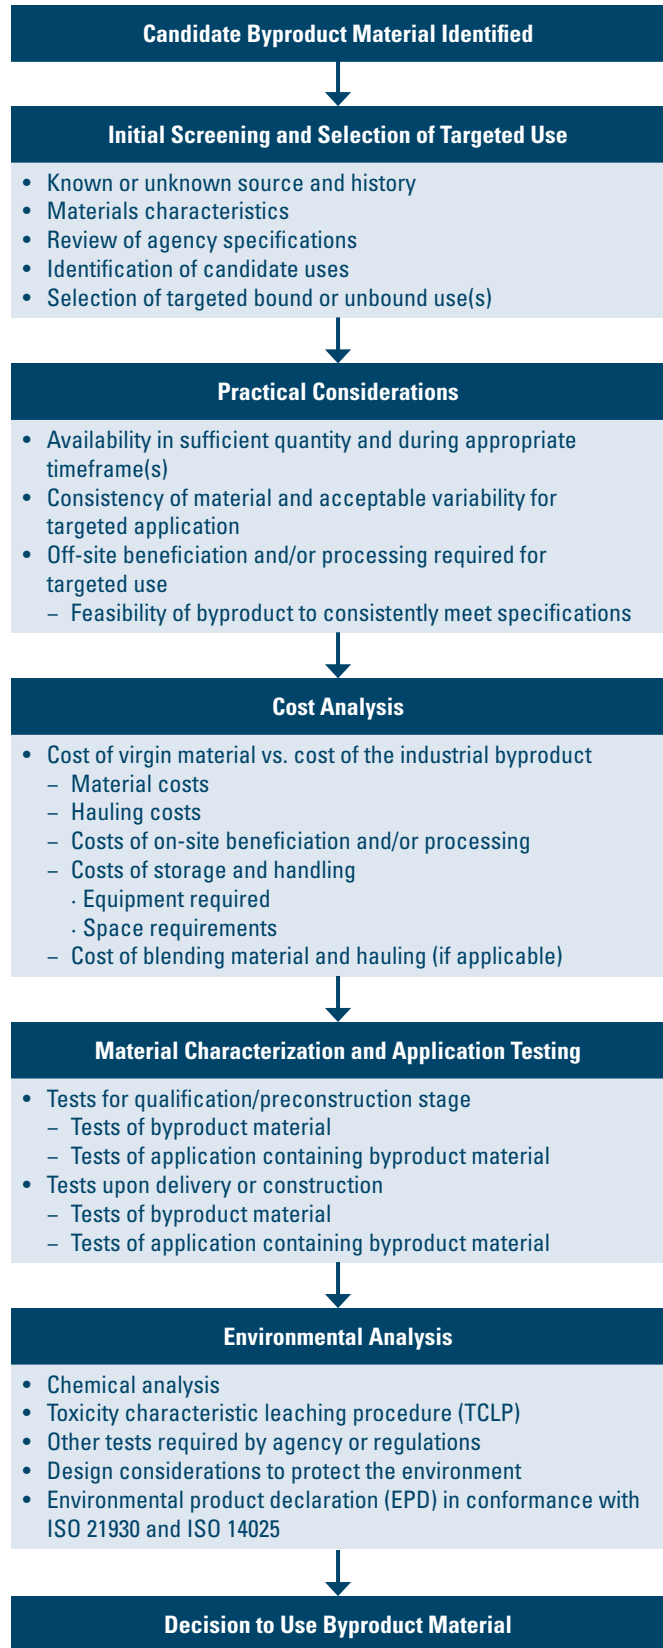 Candidate Byproduct Material Identified
Initial Screening and Selection of Targeted Use
• Known or unknown source and history
• Materials characteristics
• Review of agency specifications
• Identification of candidate uses
• Selection of targeted bound or unbound use(s)
Practical Considerations
• Availability in sufficient quantity and during appropriate
timeframe(s)
• Consistency of material and acceptable variability for
targeted application
• Off-site beneficiation and/or processing required for
targeted use
– Feasibility of byproduct to consistently meet specifications
Cost Analysis
• Cost of virgin material vs. cost of the industrial byproduct
– Material costs
– Hauling costs
– Costs of on-site beneficiation and/or processing
– Costs of storage and handling
· Equipment required
· Space requirements
– Cost of blending material and hauling (if applicable)
Material Characterization and Application Testing
• Tests for qualification/preconstruction stage
– Tests of byproduct material
– Tests of application containing byproduct material
• Tests upon delivery or construction
– Tests of byproduct material
– Tests of application containing byproduct material
Environmental Analysis
• Chemical analysis
• Toxicity characteristic leaching procedure (TCLP)
• Other tests required by agency or regulations
• Design considerations to protect the environment
• Environmental product declaration (EPD) in conformance with
ISO 21930 and ISO 14025
Decision to Use Byproduct Material